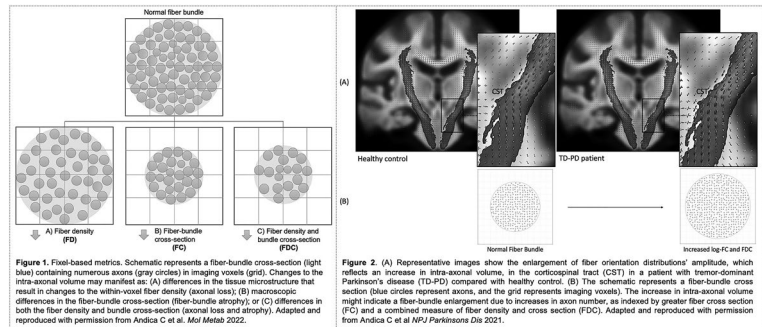 Normal fiber bundle
A) Fiber density
(FD)
B) Fiber-bundle
cross-section
(FC)
C) Fiber density and
bundle cross-section
(FDC)
Figure 1. Fixel-based metrics. Schematic represents a fiber-bundle cross-section (light
blue) containing numerous axons (gray circles) in imaging voxels (grid). Changes to the
intra-axonal volume may manifest as: (A) differences in the tissue microstructure that
result in changes to the within-voxel fiber density (axonal loss); (B) macroscopic
differences in the fiber-bundle cross-section (fiber-bundle atrophy); or (C) differences in
both the fiber density and bundle cross-section (axonal loss and atrophy). Adapted and
reproduced with permission from Andica C et al. Mol Metab 2022.
(A)
CST
CST
Healthy control
TD-PD patient
(B)
Normal Fiber Bundle
Increased log-FC and FDC
Figure 2. (A) Representative images show the enlargement of fiber orientation distributions' amplitude, which
reflects an increase in intra-axonal volume, in the corticospinal tract (CST) in a patient with tremor-dominant
Parkinson's disease (TD-PD) compared with healthy control. (B) The schematic represents a fiber-bundle cross
section (blue circles represent axons, and the grid represents imaging voxels). The increase in intra-axonal volume
might indicate a fiber-bundle enlargement due to increases in axon number, as indexed by greater fiber cross section
(FC) and a combined measure of fiber density and cross section (FDC). Adapted and reproduced with permission
from Andica C et al NPJ Parkinsons Dis 2021.